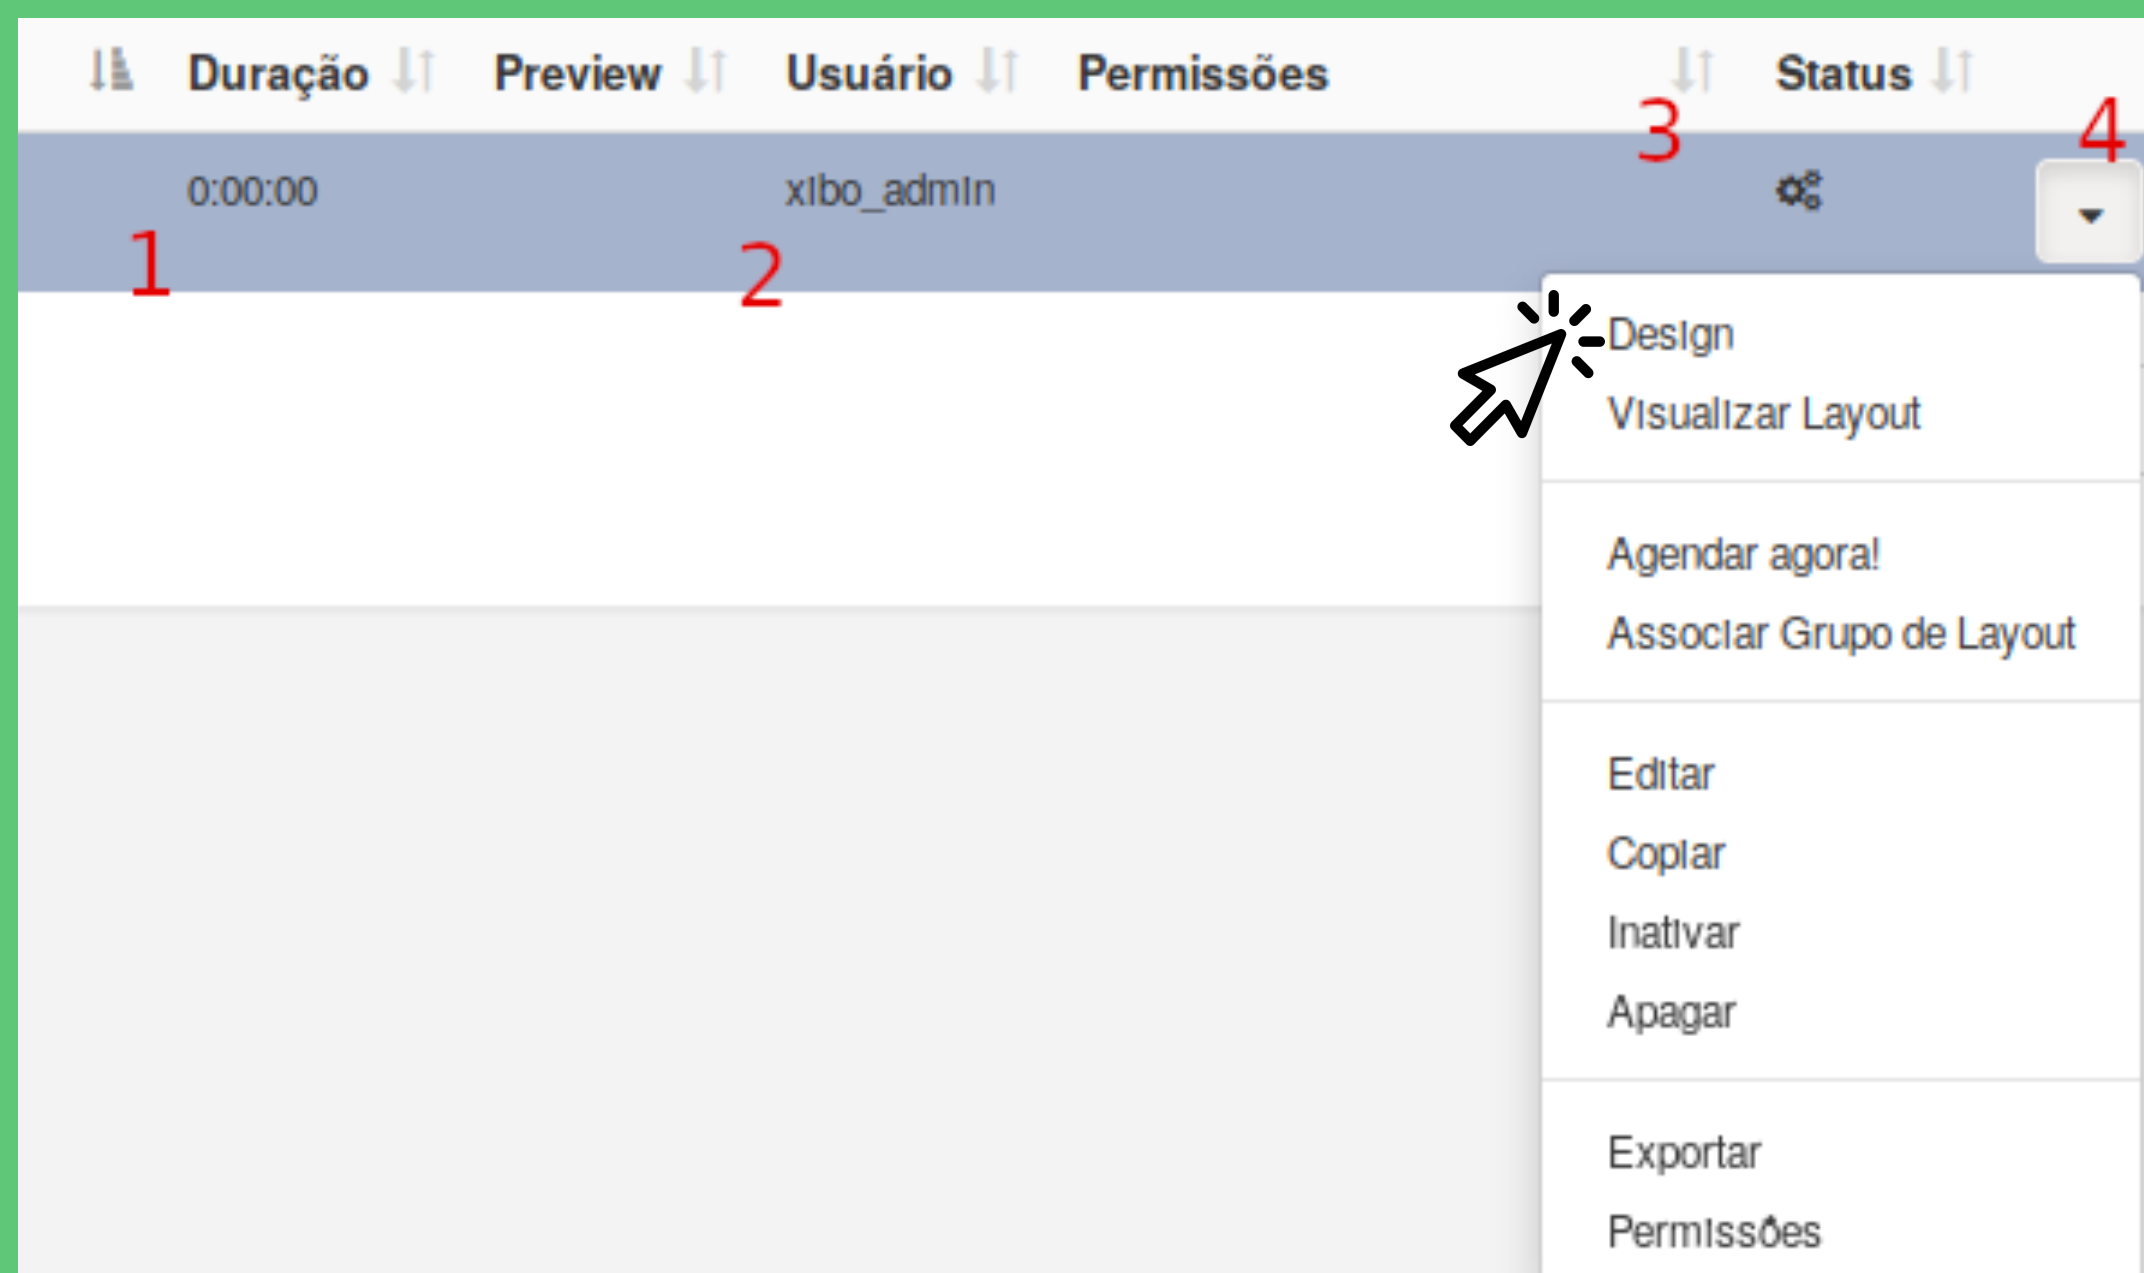 Duração Preview Usuário Permissões Status
3 4
0:00:00 xibo_admin
1 2
Design
Visualizar Layout
Agendar agora!
Associar Grupo de Layout
Editar
Copiar
Inativar
Apagar
Exportar
Permissões